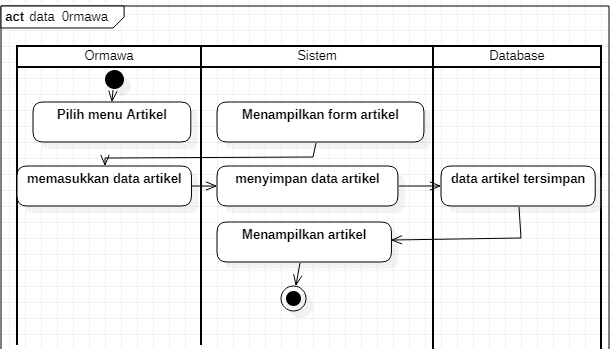 act data 0rmawa
Ormawa
Sistem
Database
Pilih menu Artikel
Menampilkan form artikel
memasukkan data artikel
menyimpan data artikel
data artikel tersimpan
Menampilkan artikel